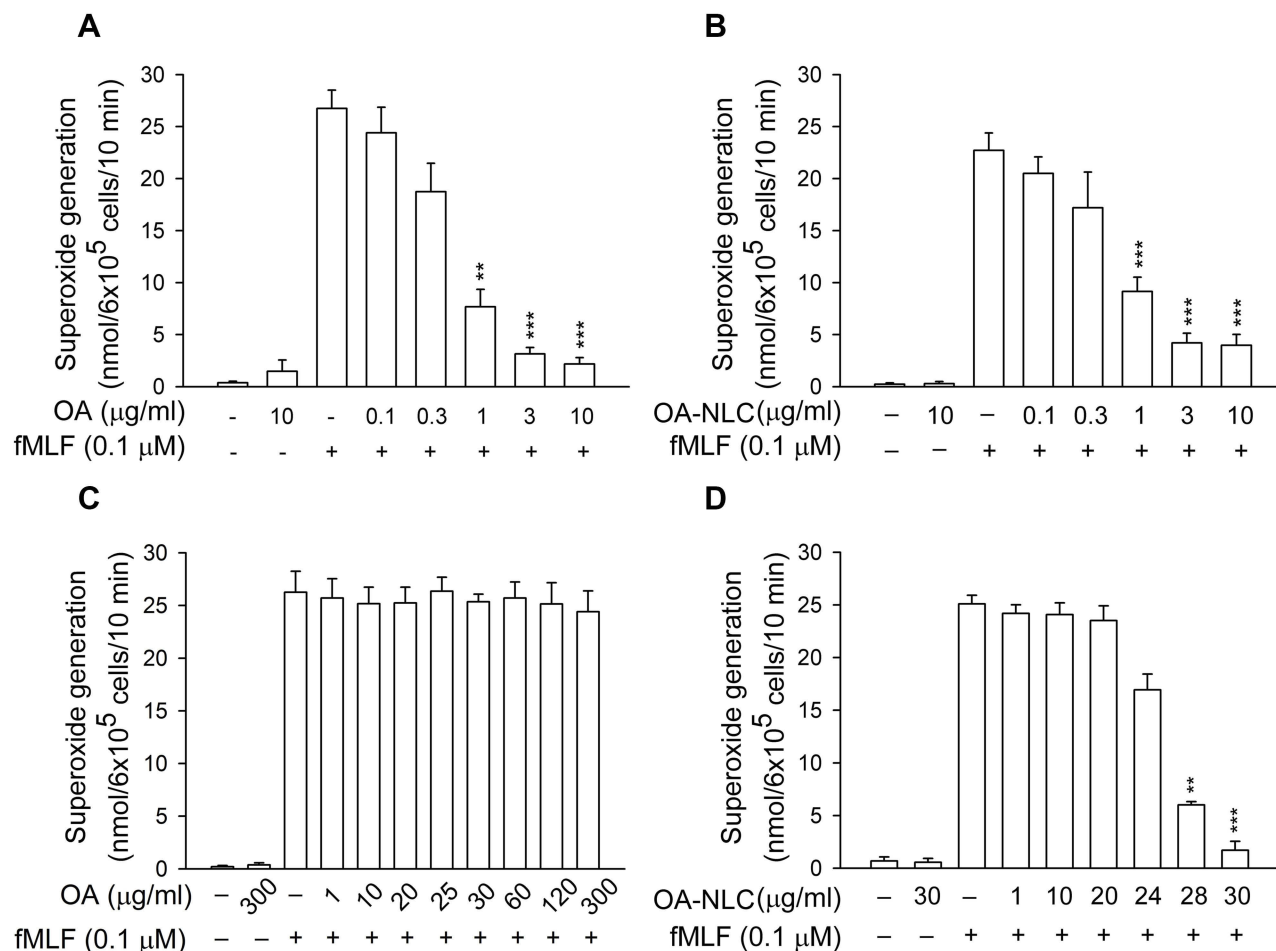 A
Superoxide generation
(nmol/6x10⁵ cells/10 min)
30
25
20
15
10
5
0
** *** ***
OA (μg/ml) - 10 - 0.1 0.3 1 3 10
fMLF (0.1 μM) - - + + + + + +
B
Superoxide generation
(nmol/6x10⁵ cells/10 min)
30
25
20
15
10
5
0
*** *** ***
OA-NLC(μg/ml) – 10 – 0.1 0.3 1 3 10
fMLF (0.1 μM) – – + + + + + +
C
Superoxide generation
(nmol/6x10⁵ cells/10 min)
30
25
20
15
10
5
0
OA (μg/ml) – 300 – 1 10 20 25 30 60 120 300
fMLF (0.1 μM) – – + + + + + + + + +
D
Superoxide generation
(nmol/6x10⁵ cells/10 min)
30
25
20
15
10
5
0
** ***
OA-NLC(μg/ml) – 30 – 1 10 20 24 28 30
fMLF (0.1 μM) – – + + + + + + +